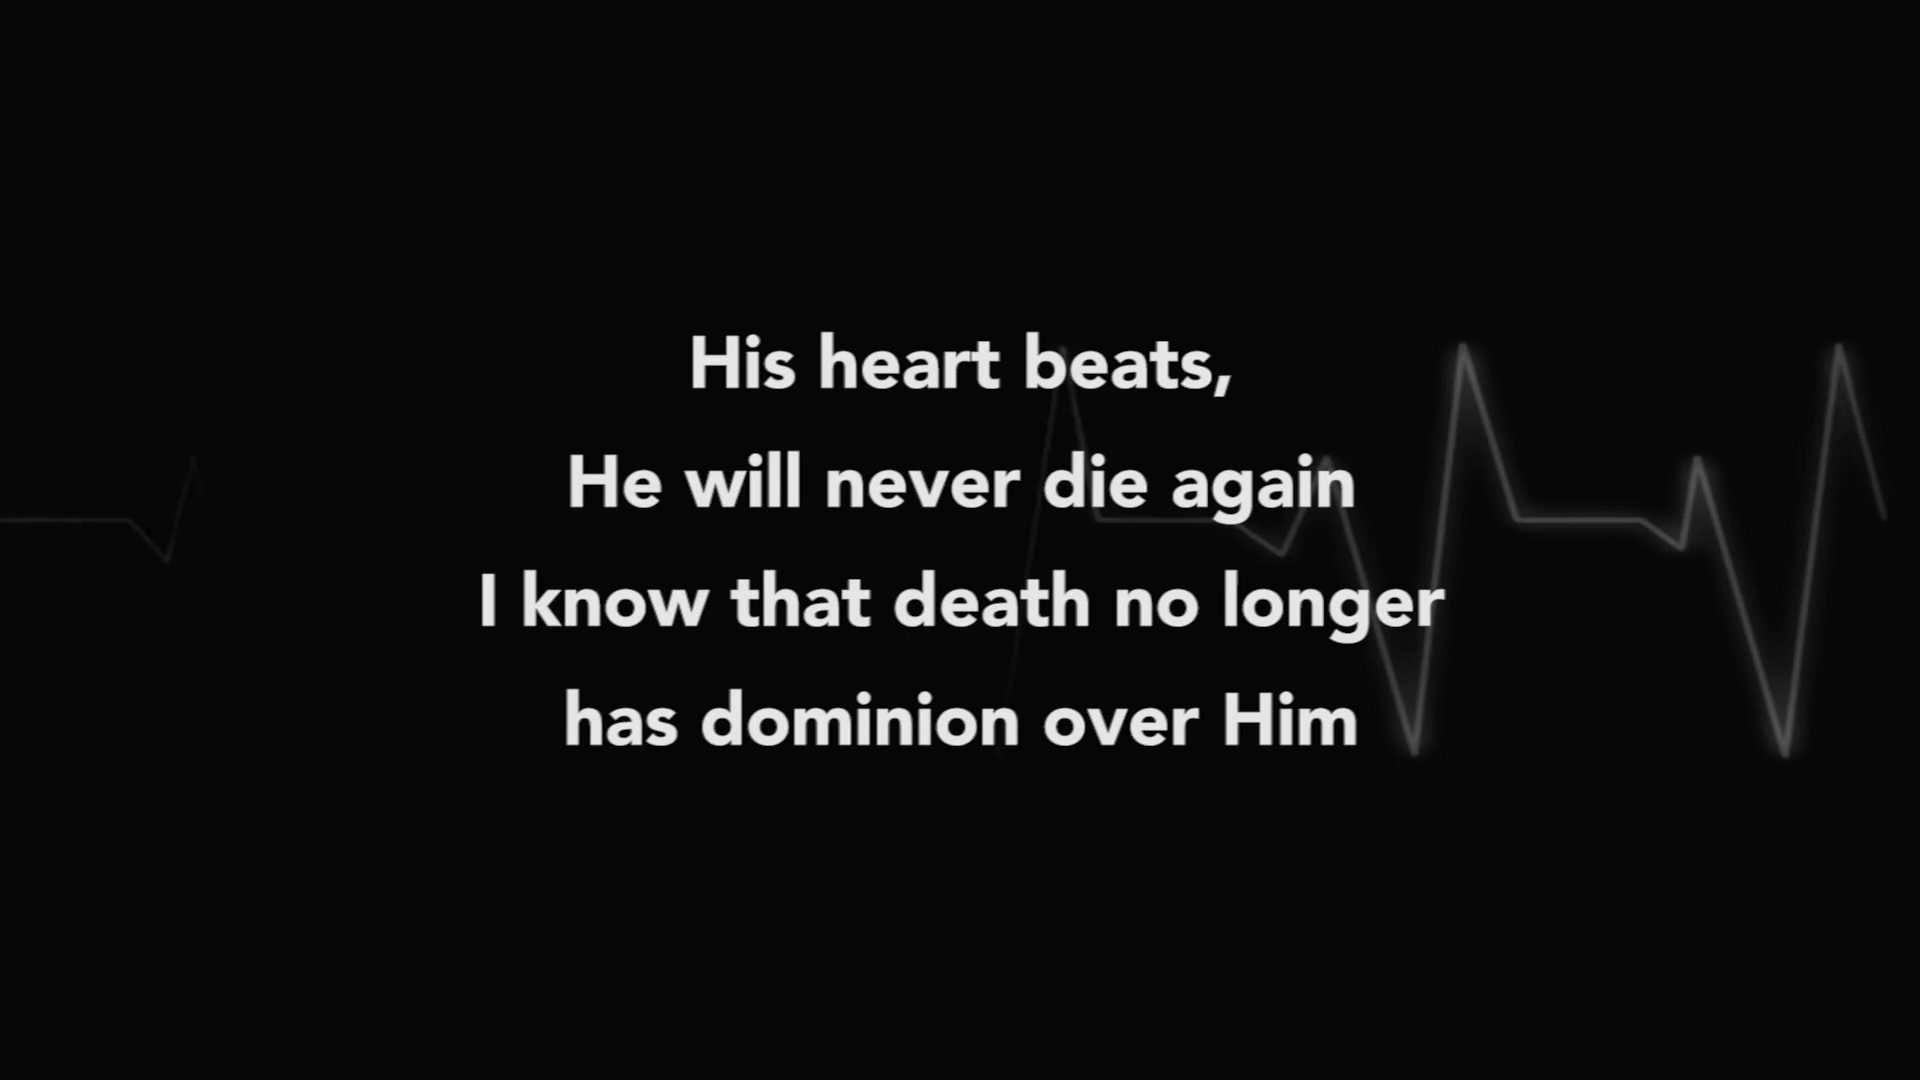 His heart beats,
He will never die again
I know that death no longer
has dominion over Him